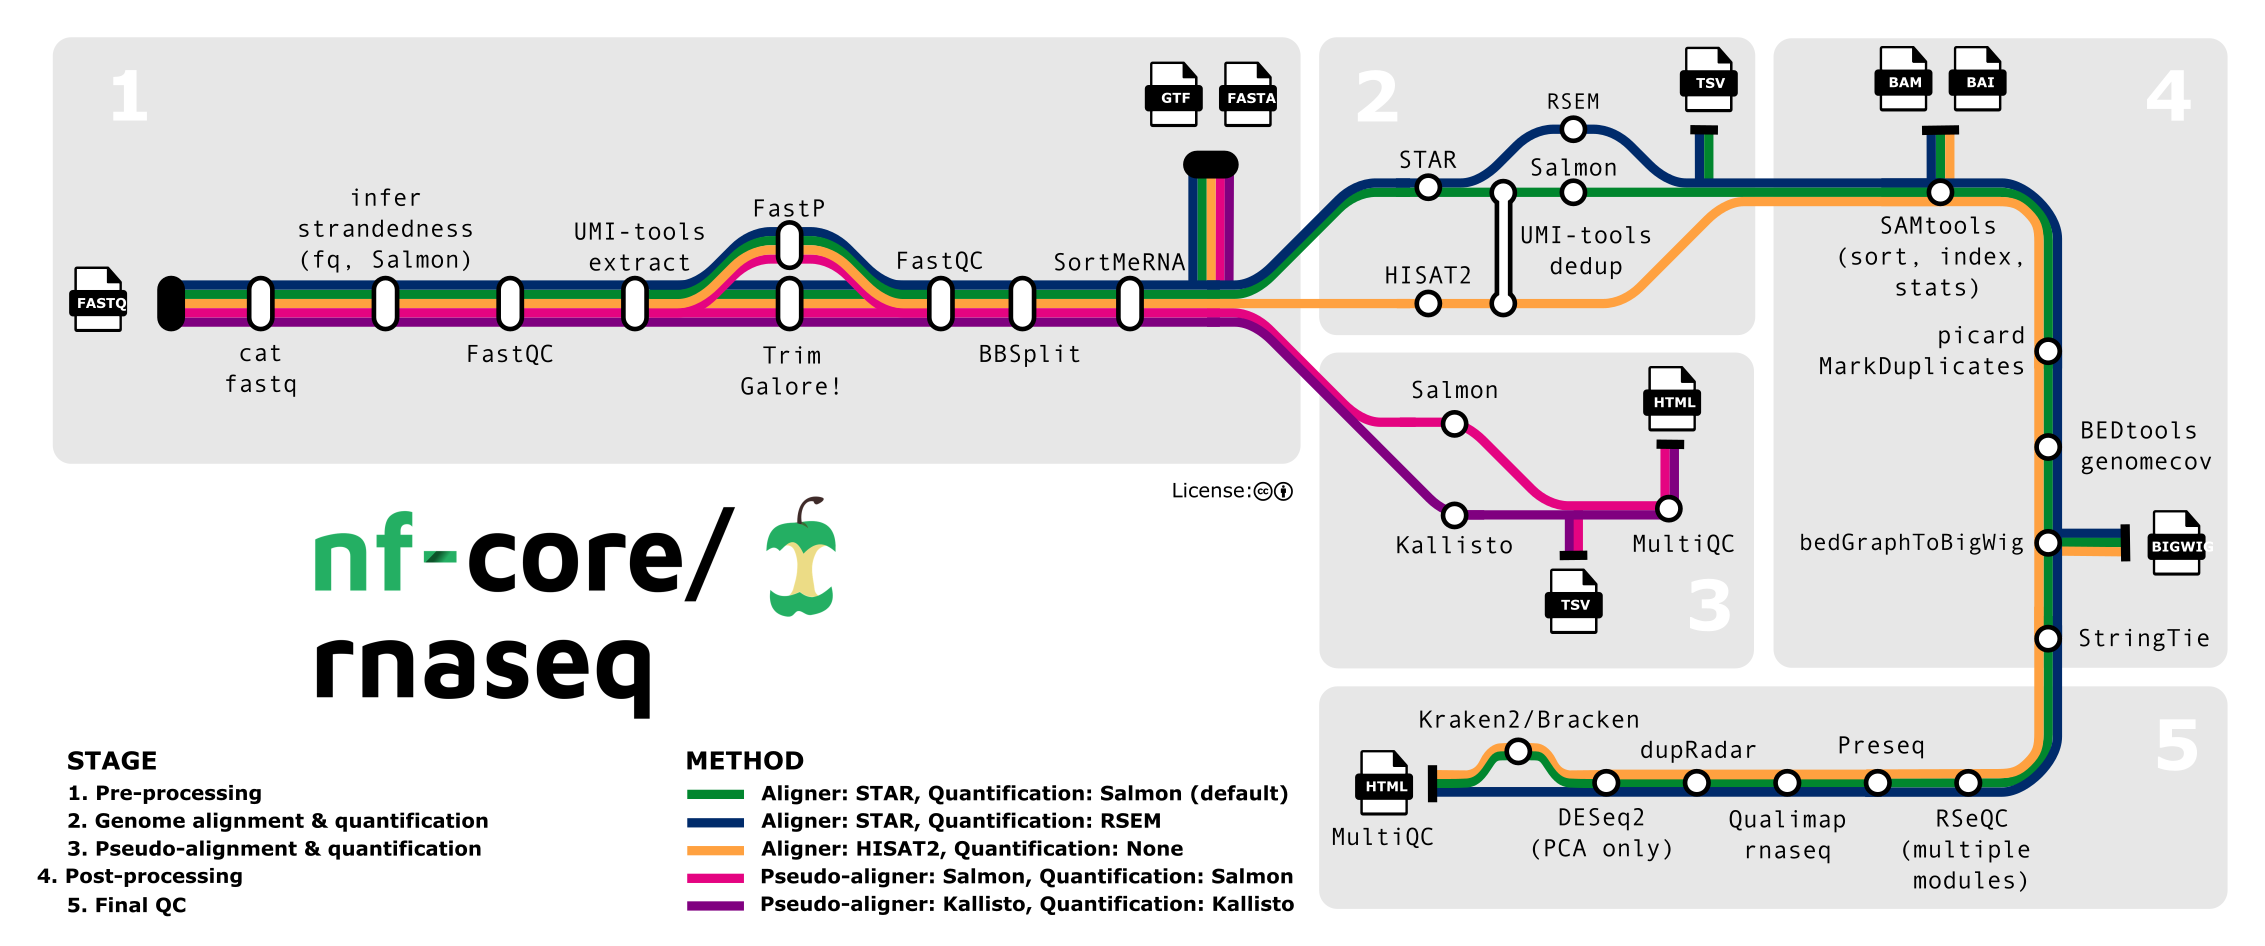 1
GTF
FASTA
infer
strandedness
(fq, Salmon)
UMI-tools
extract
FastP
FastQC
SortMeRNA
FASTQ
cat
fastq
FastQC
Trim
Galore!
BBSplit
2
RSEM
TSV
STAR
Salmon
UMI-tools
dedup
HISAT2
4
BAM
BAI
SAMtools
(sort, index,
stats)
picard
MarkDuplicates
BEDtools
genomecov
bedGraphToBigWig
BIGWIG
StringTie
Salmon
HTML
Kallisto
MultiQC
TSV
3
License:
nf-core/
rnaseq
5
Kraken2/Bracken
dupRadar
Preseq
HTML
MultiQC
DESeq2
(PCA only)
Qualimap
rnaseq
RSeQC
(multiple
modules)
STAGE
1. Pre-processing
2. Genome alignment & quantification
3. Pseudo-alignment & quantification
4. Post-processing
5. Final QC
METHOD
Aligner: STAR, Quantification: Salmon (default)
Aligner: STAR, Quantification: RSEM
Aligner: HISAT2, Quantification: None
Pseudo-aligner: Salmon, Quantification: Salmon
Pseudo-aligner: Kallisto, Quantification: Kallisto